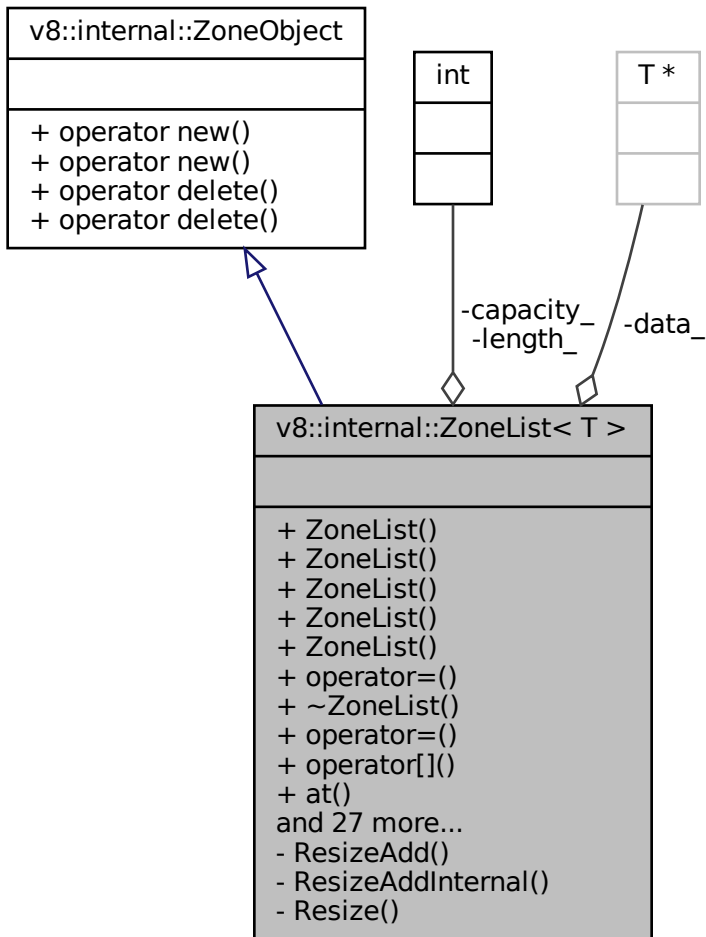 v8::internal::ZoneObject
+ operator new()
+ operator new()
+ operator delete()
+ operator delete()
int
T *
-capacity_
-length_
-data_
v8::internal::ZoneList< T >
+ ZoneList()
+ ZoneList()
+ ZoneList()
+ ZoneList()
+ ZoneList()
+ operator=()
+ ~ZoneList()
+ operator=()
+ operator[]()
+ at()
and 27 more...
- ResizeAdd()
- ResizeAddInternal()
- Resize()